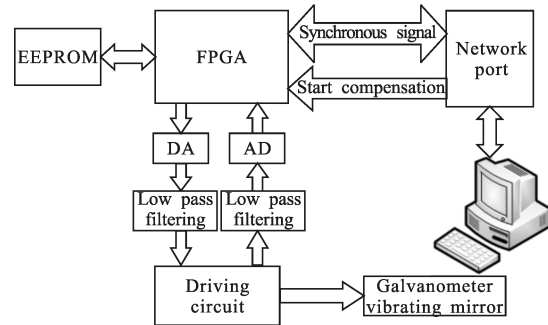 EEPROM
FPGA
Synchronous signal
Start compensation
Network
port
DA
AD
Low pass
filtering
Low pass
filtering
Driving
circuit
Galvanometer
vibrating mirror